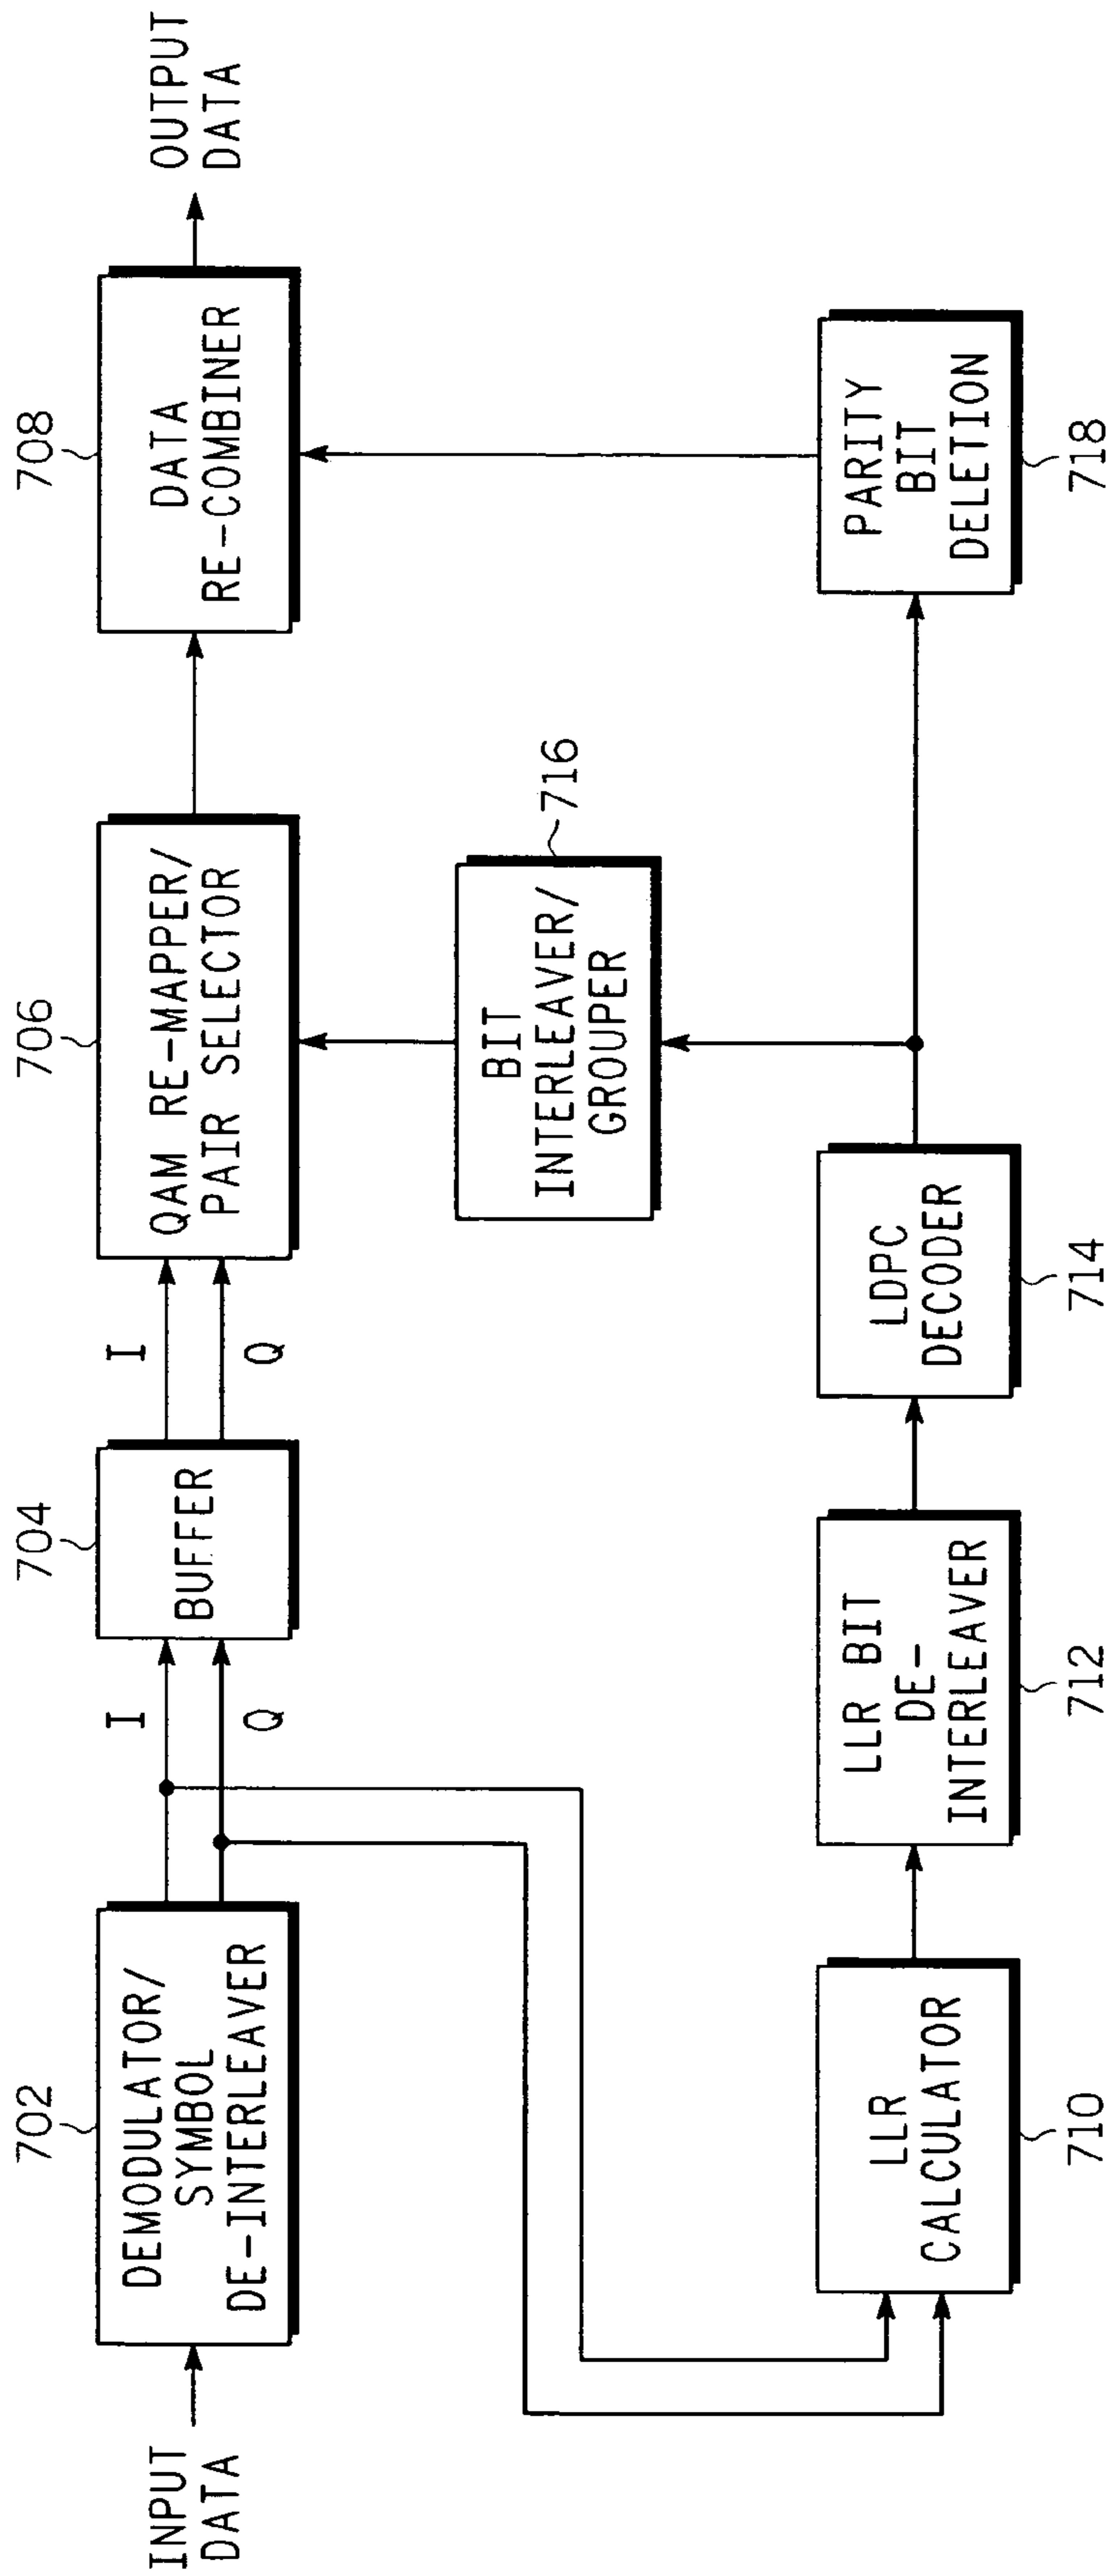 702
704
706
708
INPUT
DATA
DEMODULATOR/
SYMBOL
DE-INTERLEAVER
I
Q
BUFFER
I
Q
QAM RE-MAPPER/
PAIR SELECTOR
DATA
RE-COMBINER
OUTPUT
DATA
BIT
INTERLEAVER/
GROUPER
716
LLR
CALCULATOR
710
LLR BIT
DE-
INTERLEAVER
712
LDPC
DECODER
714
PARITY
BIT
DELETION
718